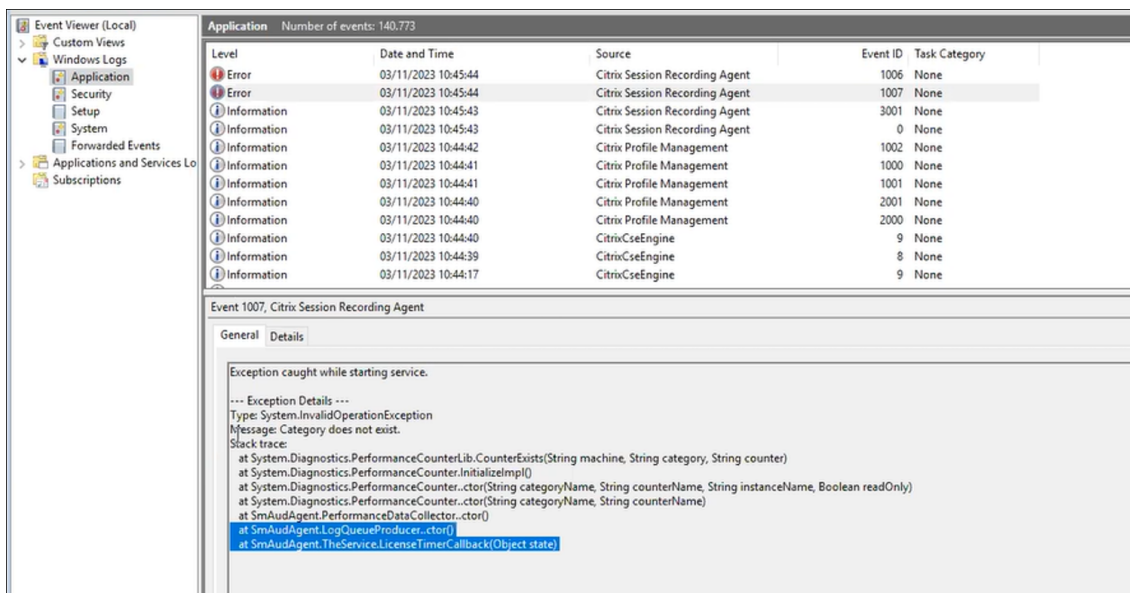 Event Viewer (Local)
Custom Views
Windows Logs
Application
Security
Setup
System
Forwarded Events
Applications and Services Lo
Subscriptions
Application Number of events: 140.773
Level Date and Time Source Event ID Task Category
Error 03/11/2023 10:45:44 Citrix Session Recording Agent 1006 None
Error 03/11/2023 10:45:44 Citrix Session Recording Agent 1007 None
Information 03/11/2023 10:45:43 Citrix Session Recording Agent 3001 None
Information 03/11/2023 10:45:43 Citrix Session Recording Agent 0 None
Information 03/11/2023 10:44:42 Citrix Profile Management 1002 None
Information 03/11/2023 10:44:41 Citrix Profile Management 1000 None
Information 03/11/2023 10:44:41 Citrix Profile Management 1001 None
Information 03/11/2023 10:44:40 Citrix Profile Management 2001 None
Information 03/11/2023 10:44:40 Citrix Profile Management 2000 None
Information 03/11/2023 10:44:40 CitrixCseEngine 9 None
Information 03/11/2023 10:44:39 CitrixCseEngine 8 None
Information 03/11/2023 10:44:17 CitrixCseEngine 9 None
Event 1007, Citrix Session Recording Agent
General Details
Exception caught while starting service.
--- Exception Details ---
Type: System.InvalidOperationException
Message: Category does not exist.
Stack trace:
at System.Diagnostics.PerformanceCounterLib.CounterExists(String machine, String category, String counter)
at System.Diagnostics.PerformanceCounter.InitializeImpl()
at System.Diagnostics.PerformanceCounter..ctor(String categoryName, String counterName, String instanceName, Boolean readOnly)
at System.Diagnostics.PerformanceCounter..ctor(String categoryName, String counterName)
at SmAudAgent.PerformanceDataCollector..ctor()
at SmAudAgent.LogQueueProducer..ctor()
at SmAudAgent.TheService.LicenseTimerCallback(Object state)